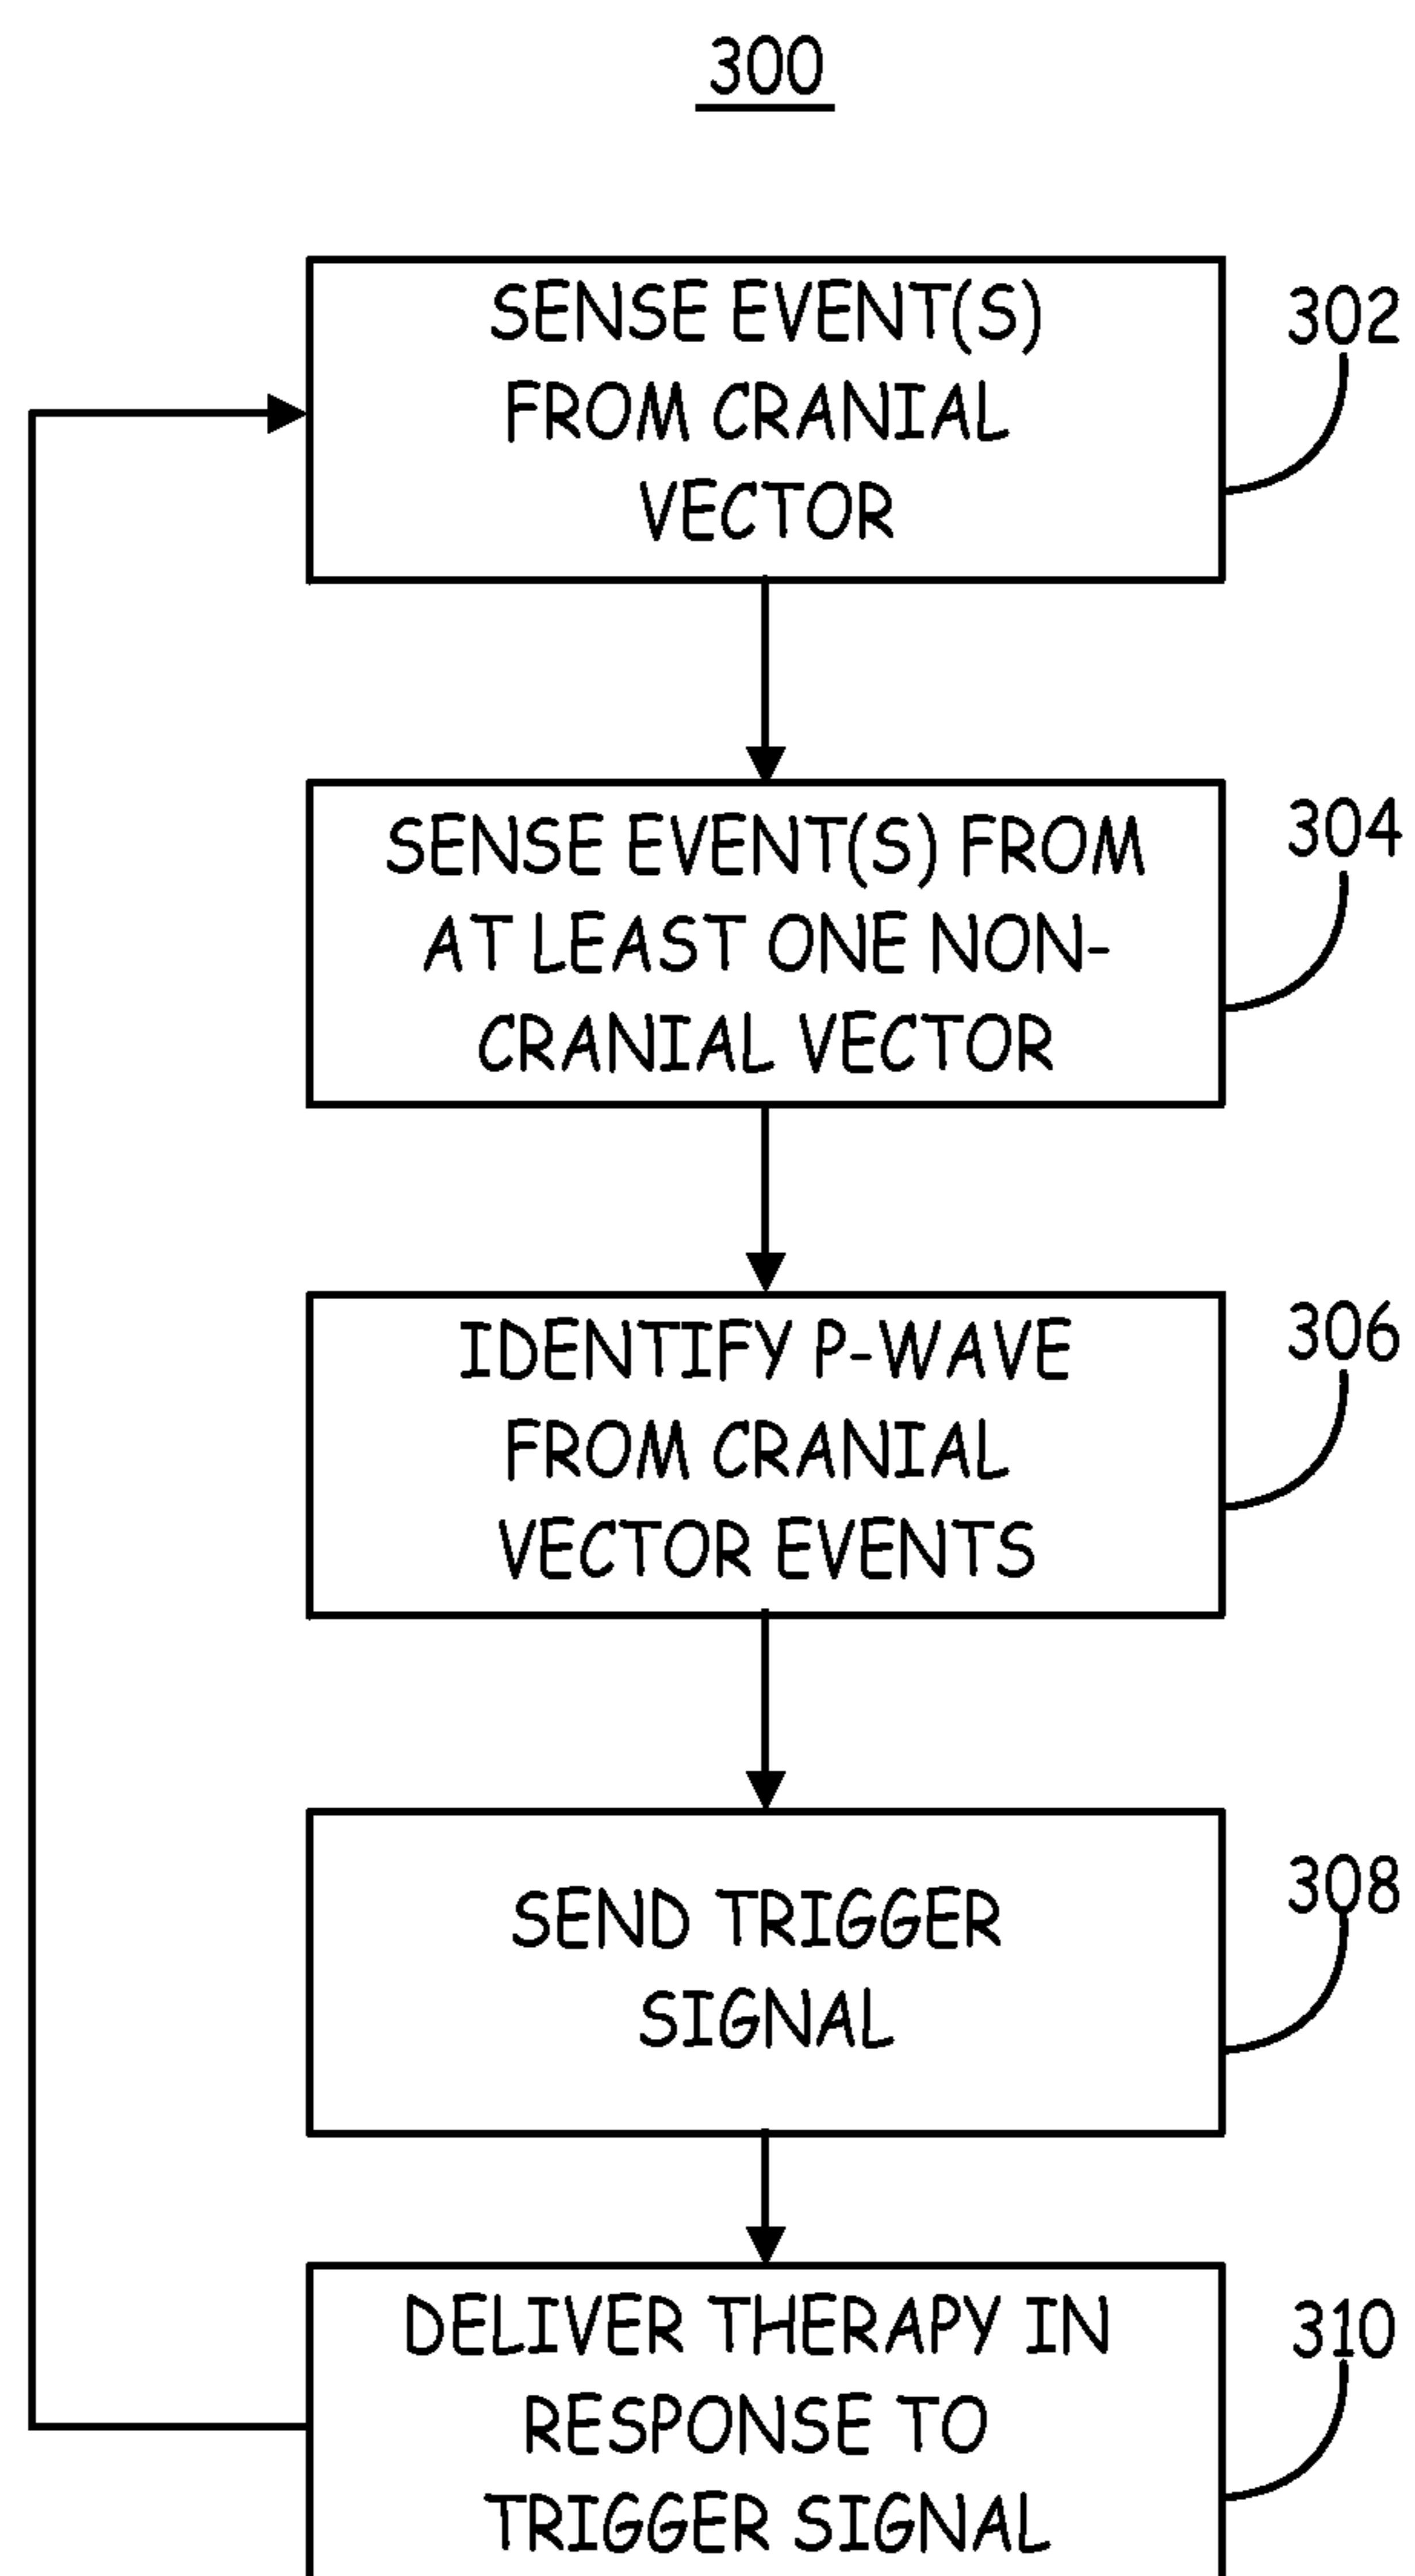 300
SENSE EVENT(S)
FROM CRANIAL
VECTOR
302
SENSE EVENT(S) FROM
AT LEAST ONE NON-
CRANIAL VECTOR
304
IDENTIFY P-WAVE
FROM CRANIAL
VECTOR EVENTS
306
SEND TRIGGER
SIGNAL
308
DELIVER THERAPY IN
RESPONSE TO
TRIGGER SIGNAL
310